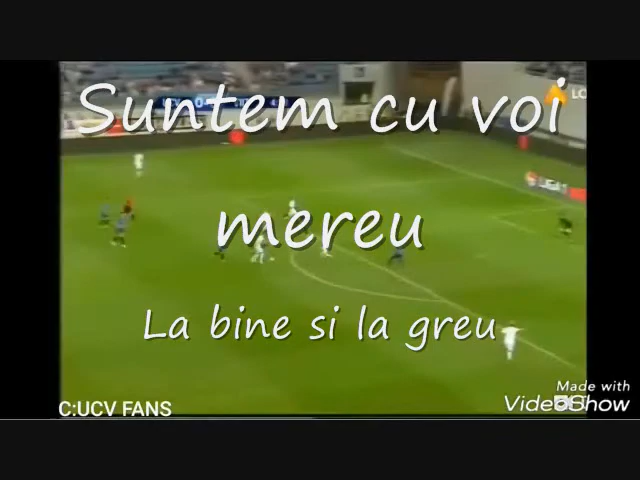 Suntem cu voi
mereu
La bine si la greu
C:UCV FANS
Made with
VideoShow